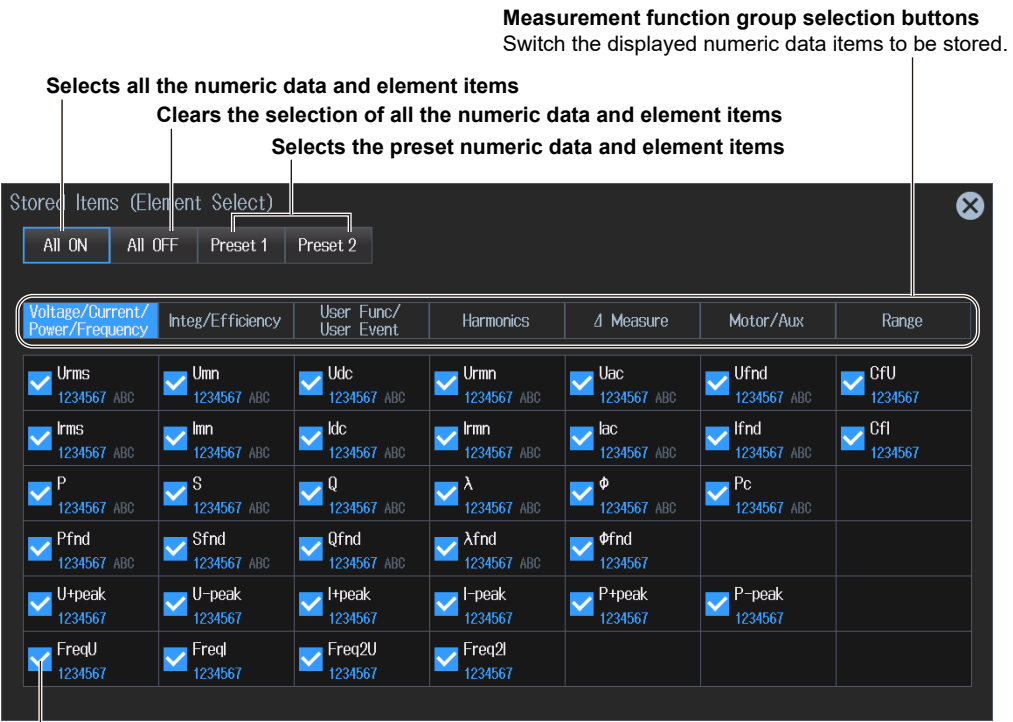 Measurement function group selection buttons
Switch the displayed numeric data items to be stored.
Selects all the numeric data and element items
Clears the selection of all the numeric data and element items
Selects the preset numeric data and element items
Stored Items (Element Select)
All ON All OFF Preset 1 Preset 2
Voltage/Current/
Power/Frequency
Integ/Efficiency
User Func/
User Event
Harmonics
Δ Measure
Motor/Aux
Range
Urms Umn Udc Urmn Uac Ufnd CfU
1234567 ABC 1234567 ABC 1234567 ABC 1234567 ABC 1234567 ABC 1234567 ABC 1234567
Irms Imn Idc Irmn Iac Ifnd CfI
1234567 ABC 1234567 ABC 1234567 ABC 1234567 ABC 1234567 ABC 1234567 ABC 1234567
P S Q λ Φ Pc
1234567 ABC 1234567 ABC 1234567 ABC 1234567 ABC 1234567 ABC 1234567 ABC
Pfnd Sfnd Qfnd λfnd Φfnd
1234567 ABC 1234567 ABC 1234567 ABC 1234567 ABC 1234567
U+peak U-peak I+peak I-peak P+peak P-peak
1234567 1234567 1234567 1234567 1234567 1234567
FreqU FreqI Freq2U Freq2I
1234567 1234567 1234567 1234567